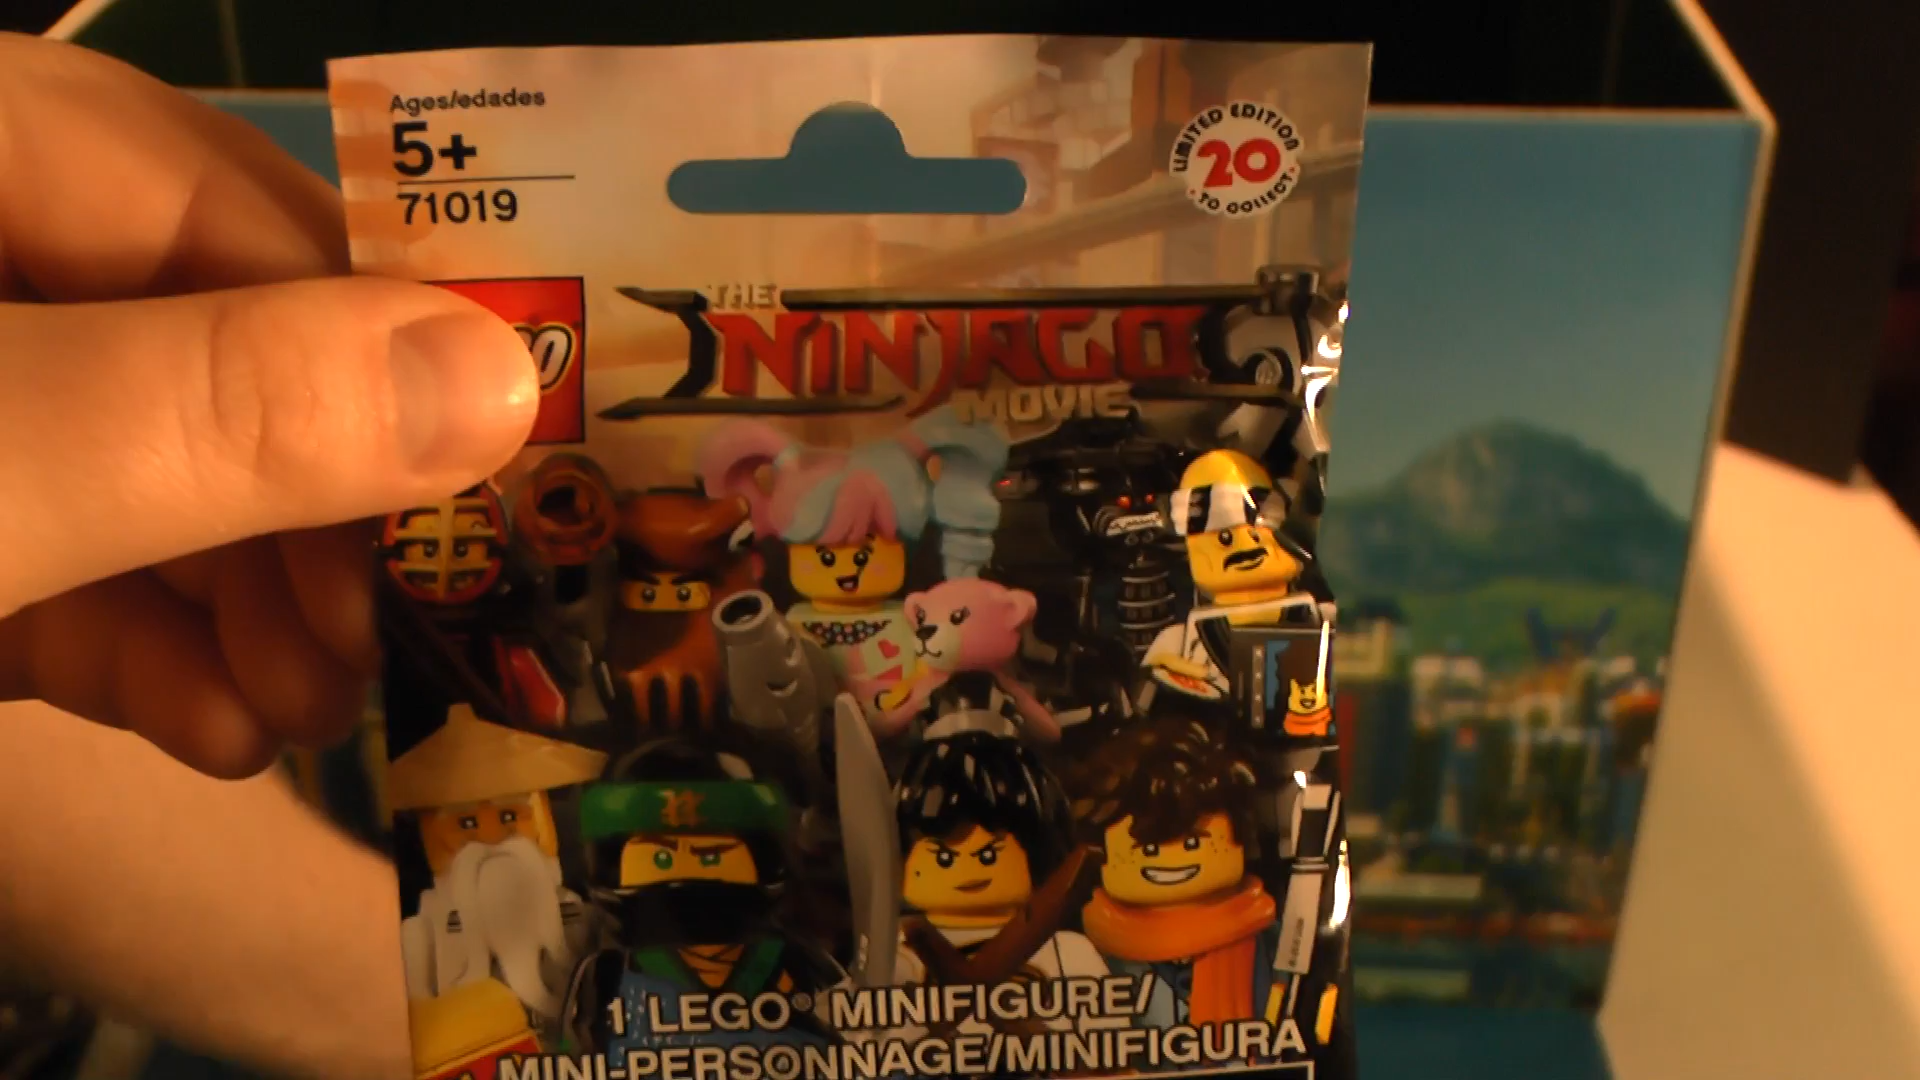 Ages/edades
5+
71019
LIMITED EDITION
20
TO COLLECT
THE
NINJAGO
MOVIE
1 LEGO® MINIFIGURE/
MINI-PERSONNAGE/MINIFIGURA